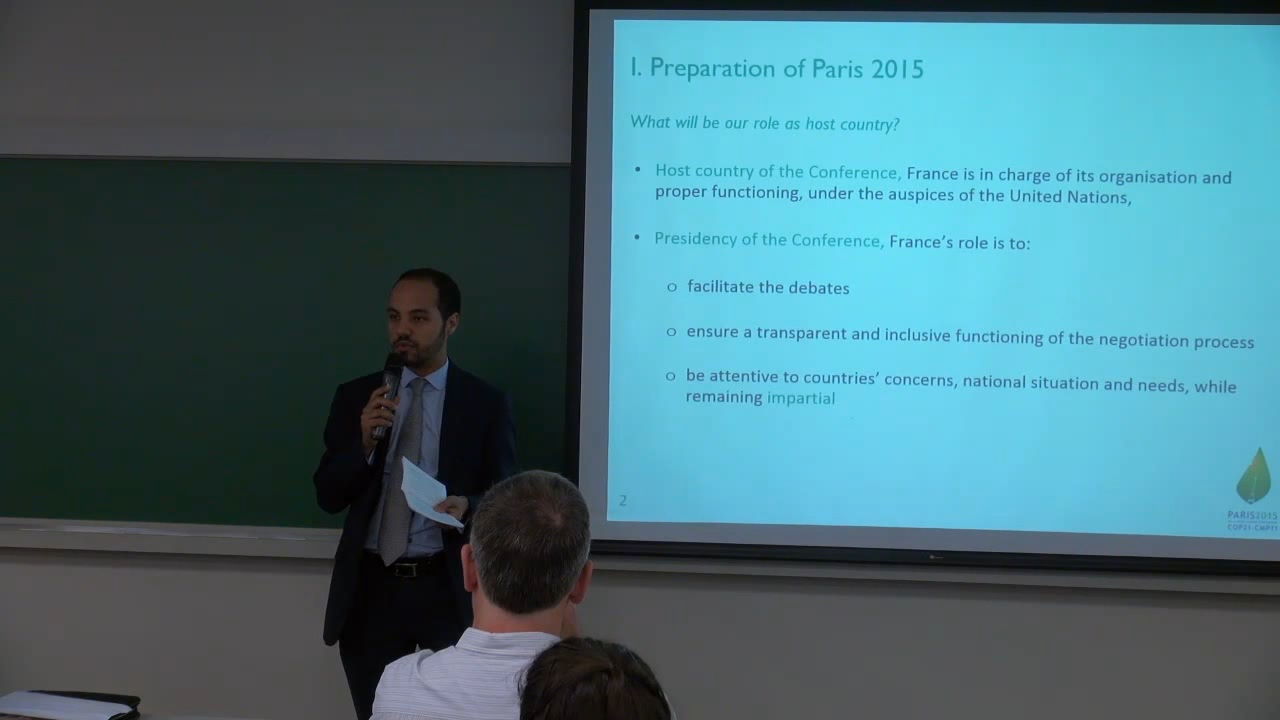 I. Preparation of Paris 2015
What will be our role as host country?
• Host country of the Conference, France is in charge of its organisation and
proper functioning, under the auspices of the United Nations,
• Presidency of the Conference, France's role is to:
o facilitate the debates
o ensure a transparent and inclusive functioning of the negotiation process
o be attentive to countries' concerns, national situation and needs, while
remaining impartial
2
PARIS2015
COP21·CMP11